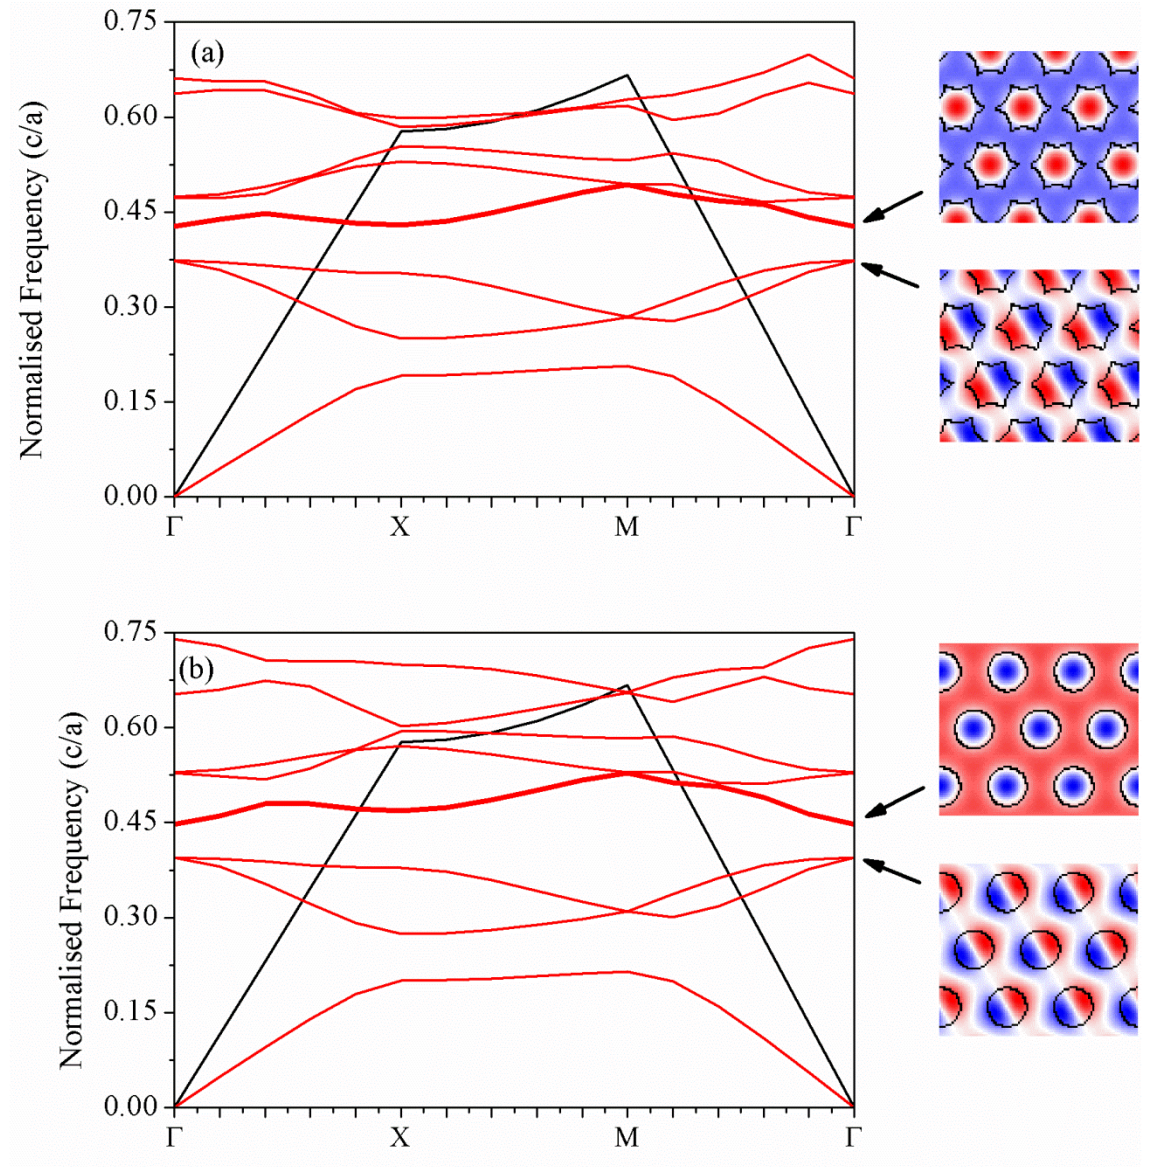 (a)
Normalised Frequency (c/a)
0.75
0.60
0.45
0.30
0.15
0.00
Γ X M Γ
(b)
Normalised Frequency (c/a)
0.75
0.60
0.45
0.30
0.15
0.00
Γ X M Γ